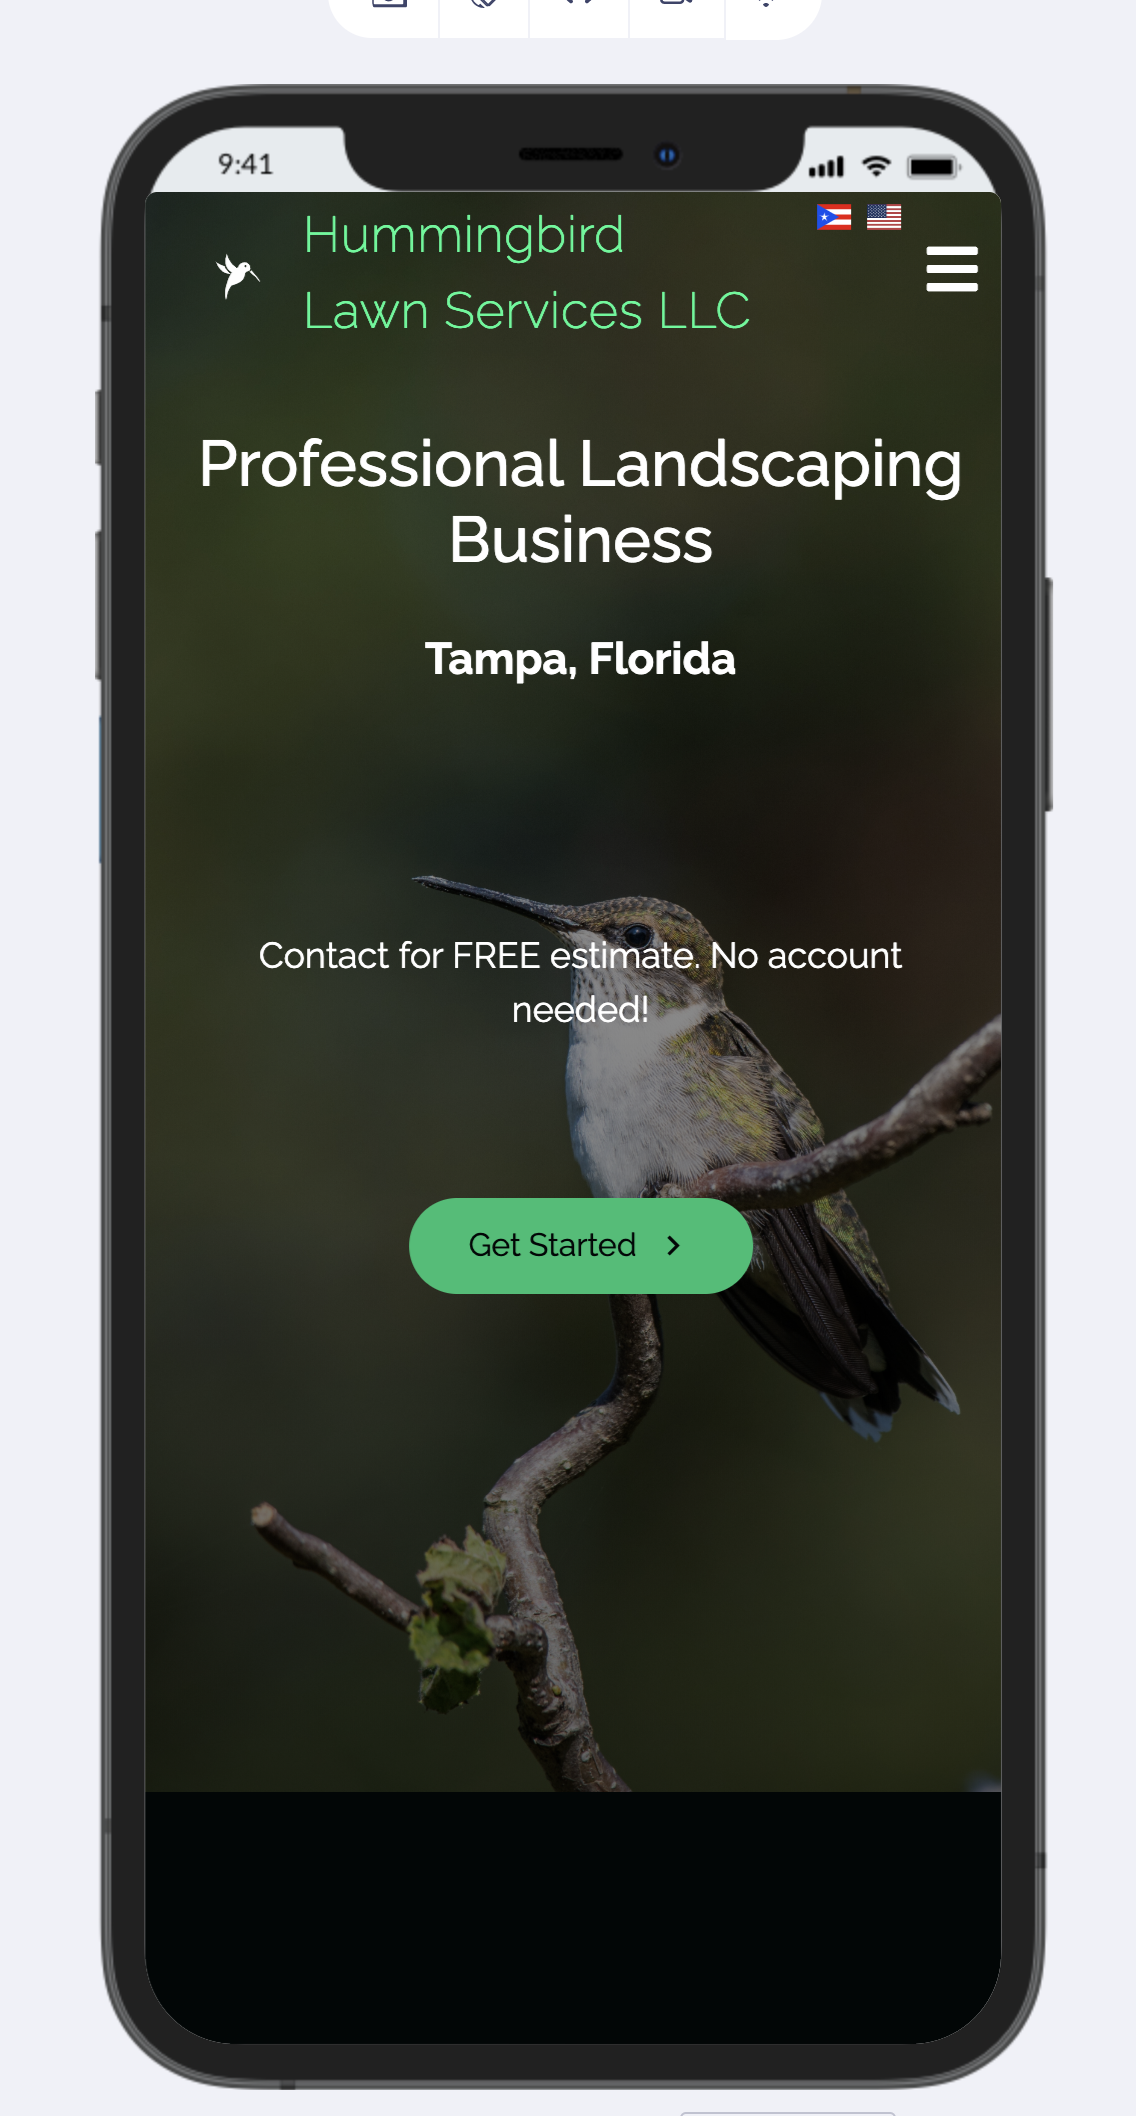 9:41
Hummingbird
Lawn Services LLC
Professional Landscaping
Business
Tampa, Florida
Contact for FREE estimate. No account
needed!
Get Started